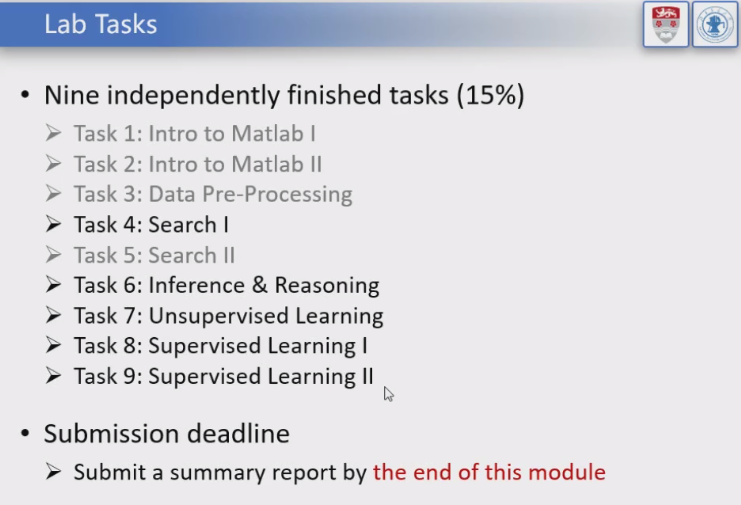 Lab Tasks
• Nine independently finished tasks (15%)
➢ Task 1: Intro to Matlab I
➢ Task 2: Intro to Matlab II
➢ Task 3: Data Pre-Processing
➢ Task 4: Search I
➢ Task 5: Search II
➢ Task 6: Inference & Reasoning
➢ Task 7: Unsupervised Learning
➢ Task 8: Supervised Learning I
➢ Task 9: Supervised Learning II
• Submission deadline
➢ Submit a summary report by the end of this module